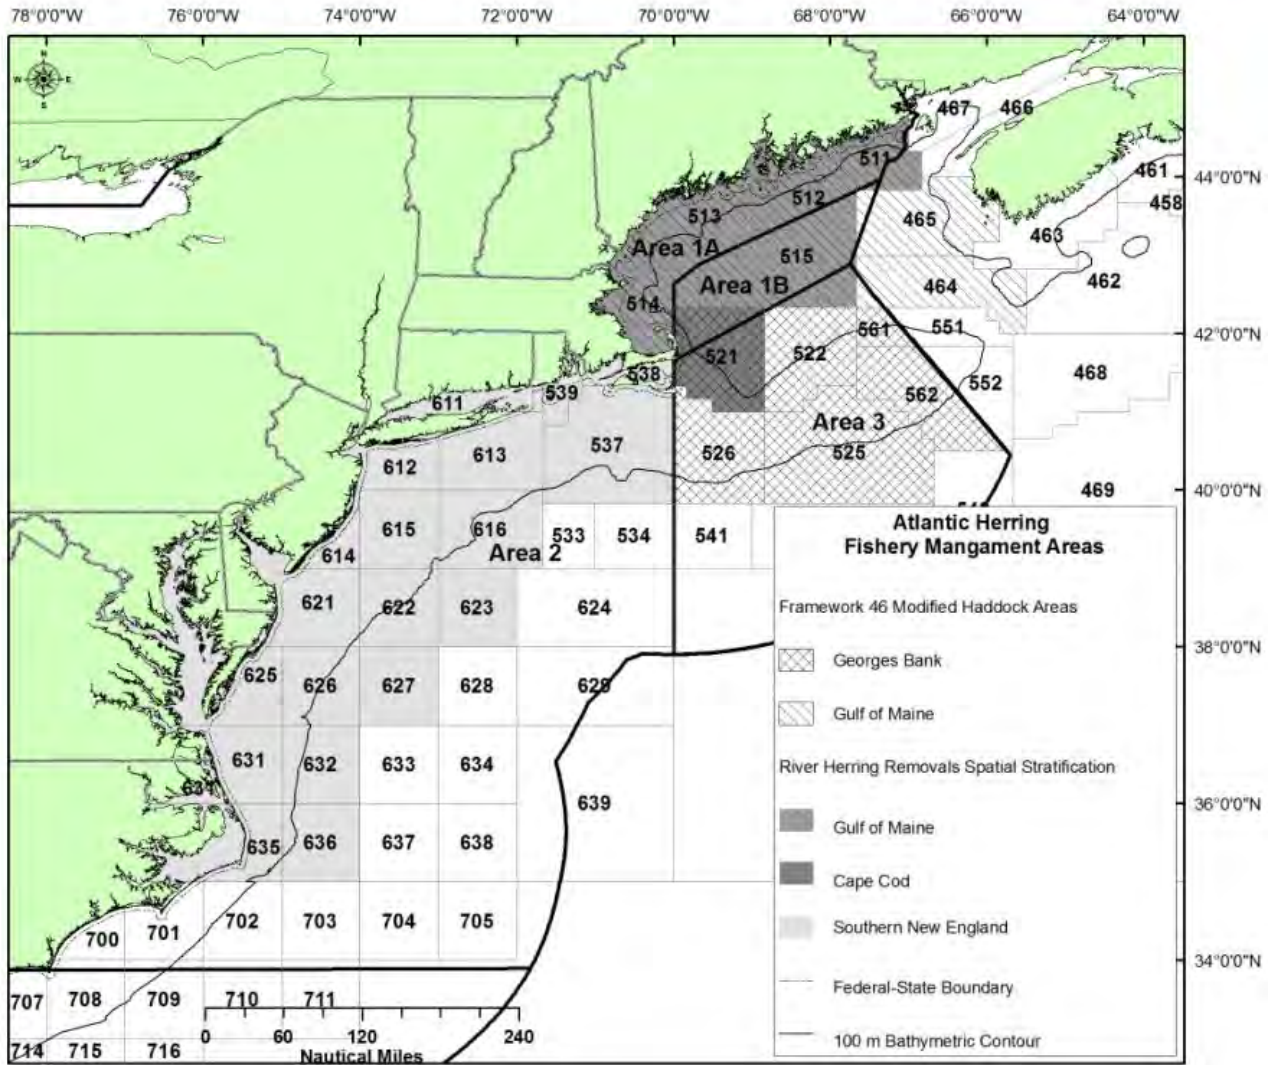 78°0'0"W 76°0'0"W 74°0'0"W 72°0'0"W 70°0'0"W 68°0'0"W 66°0'0"W 64°0'0"W
N
W E
S
467 466
511 461 44°0'0"N
512 458
513 465
463
Area 1A 515
462
Area 1B 464
514
561 551 42°0'0"N
521 522
538 468
552
539 562
611
Area 3
537
613 526 525
612
469 40°0'0"N
615 616 533 534 541
Area 2
614
621 622 623 624
38°0'0"N
625 626 627 628 629
631 632 633 634
631
639 36°0'0"N
635 636 637 638
700 701 702 703 704 705
34°0'0"N
707 708 709 710 711
0 60 120 240
714 715 716 Nautical Miles
Atlantic Herring
Fishery Mangament Areas
Framework 46 Modified Haddock Areas
Georges Bank
Gulf of Maine
River Herring Removals Spatial Stratification
Gulf of Maine
Cape Cod
Southern New England
Federal-State Boundary
100 m Bathymetric Contour